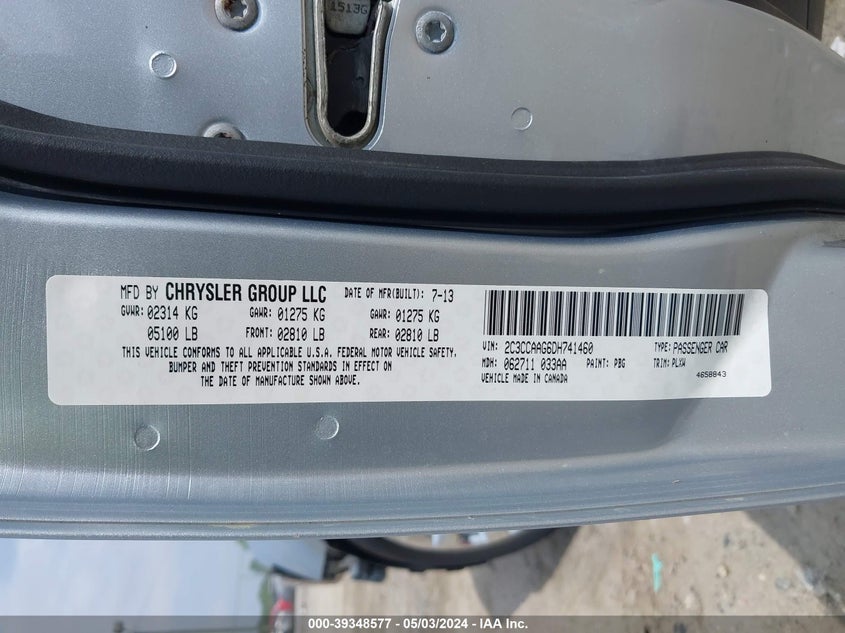 1513G
MFD BY CHRYSLER GROUP LLC DATE OF MFR(BUILT): 7-13
GVWR: 02314 KG GAWR: 01275 KG GAWR: 01275 KG
05100 LB FRONT: 02810 LB REAR: 02810 LB
THIS VEHICLE CONFORMS TO ALL APPLICABLE U.S.A. FEDERAL MOTOR VEHICLE SAFETY,
BUMPER AND THEFT PREVENTION STANDARDS IN EFFECT ON
THE DATE OF MANUFACTURE SHOWN ABOVE.
VIN: 2C3CCAAG6DH741460 TYPE: PASSENGER CAR
MDH: 062711 033AA PAINT: PBG TRIM: PLXW
VEHICLE MADE IN CANADA 4658843
000-39348577 - 05/03/2024 - IAA Inc.